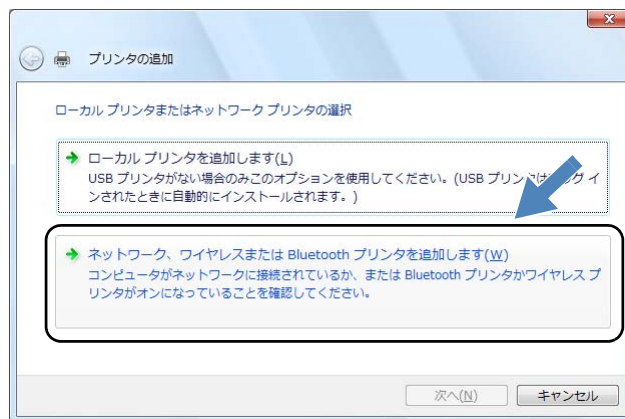 プリンタの追加
ローカル プリンタまたはネットワーク プリンタの選択
ローカル プリンタを追加します(L)
USB プリンタがない場合のみこのオプションを使用してください。(USB プリンタは グ イ
ンされたときに自動的にインストールされます。)
ネットワーク、ワイヤレスまたは Bluetooth プリンタを追加します(W)
コンピュータがネットワークに接続されているか、または Bluetooth プリンタかワイヤレス プ
リンタがオンになっていることを確認してください。
次へ(N)
キャンセル